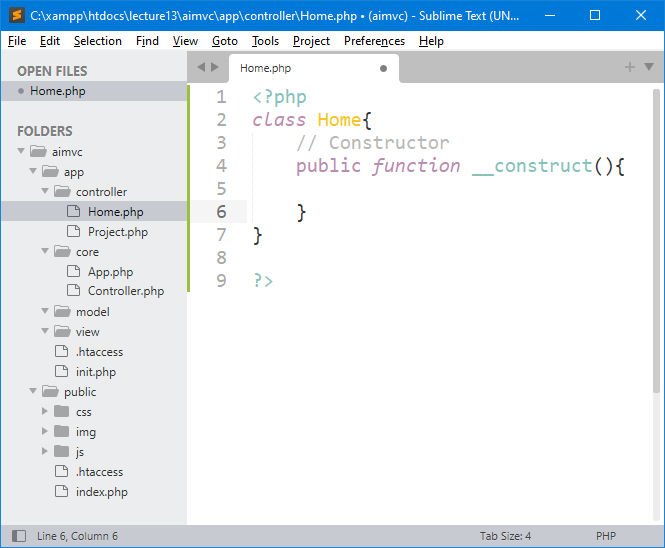 C:\xampp\htdocs\lecture13\aimvc\app\controller\Home.php • (aimvc) - Sublime Text (UN...
File Edit Selection Find View Goto Tools Project Preferences Help
OPEN FILES
Home.php
FOLDERS
aimvc
app
controller
Home.php
Project.php
core
App.php
Controller.php
model
view
.htaccess
init.php
public
css
img
js
.htaccess
index.php
Home.php
1 <?php
2 class Home{
3 // Constructor
4 public function __construct(){
5
6 }
7 }
8
9 ?>
Line 6, Column 6 Tab Size: 4 PHP